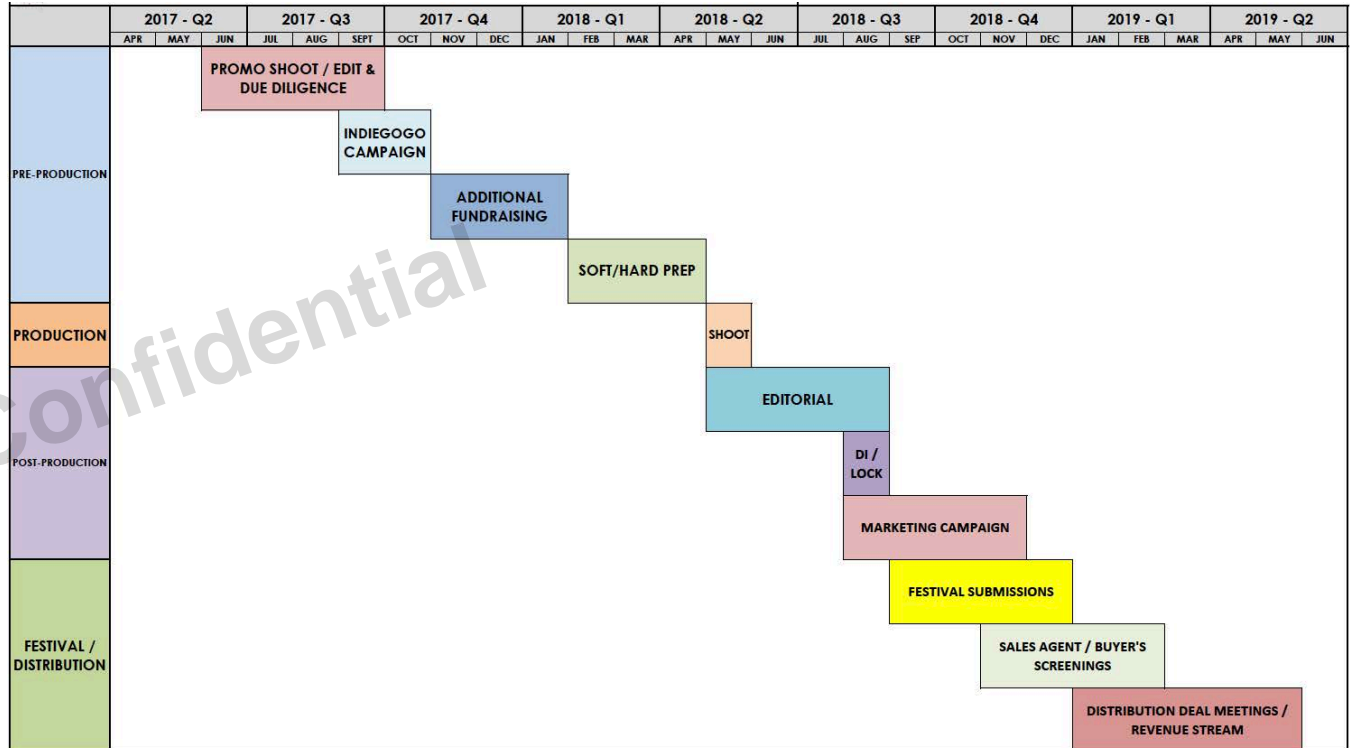 2017 - Q2 2017 - Q3 2017 - Q4 2018 - Q1 2018 - Q2 2018 - Q3 2018 - Q4 2019 - Q1 2019 - Q2
APR MAY JUN JUL AUG SEPT OCT NOV DEC JAN FEB MAR APR MAY JUN JUL AUG SEP OCT NOV DEC JAN FEB MAR APR MAY JUN
PROMO SHOOT / EDIT &
DUE DILIGENCE
INDIEGOGO
CAMPAIGN
PRE-PRODUCTION
ADDITIONAL
FUNDRAISING
SOFT/HARD PREP
PRODUCTION
SHOOT
EDITORIAL
POST-PRODUCTION
DI /
LOCK
MARKETING CAMPAIGN
FESTIVAL SUBMISSIONS
FESTIVAL /
DISTRIBUTION
SALES AGENT / BUYER'S
SCREENINGS
DISTRIBUTION DEAL MEETINGS /
REVENUE STREAM
Confidential